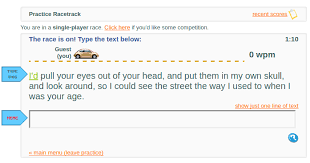 Practice Racetrack
recent scores
You are in a single-player race. Click here if you'd like some competition.
The race is on! Type the text below:
1:10
Guest
(you)
0 wpm
TYPE
THIS
I'd pull your eyes out of your head, and put them in my own skull,
and look around, so I could see the street the way I used to when I
was your age.
show just one line of text
HERE
« main menu (leave practice)